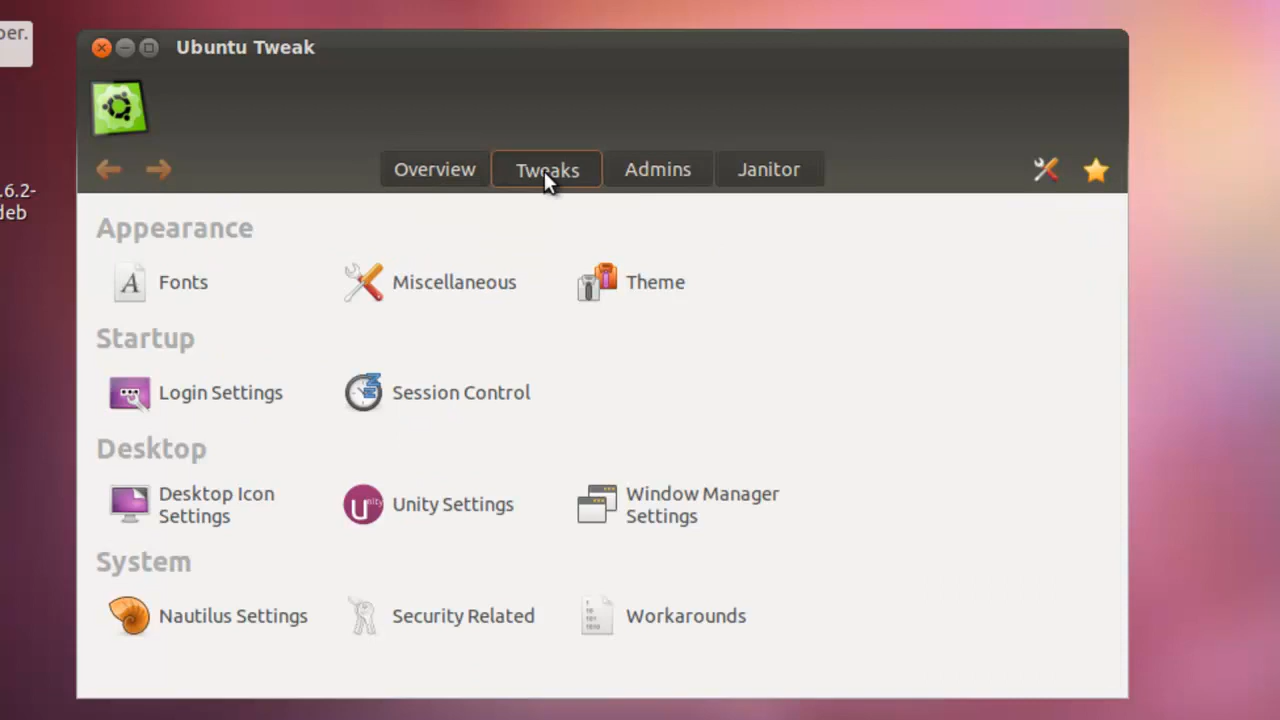 per.
Ubuntu Tweak
Overview
Tweaks
Admins
Janitor
.6.2-
deb
Appearance
Fonts
Miscellaneous
Theme
Startup
Login Settings
Session Control
Desktop
Desktop Icon
Settings
Unity
Unity Settings
Window Manager
Settings
System
Nautilus Settings
Security Related
Workarounds